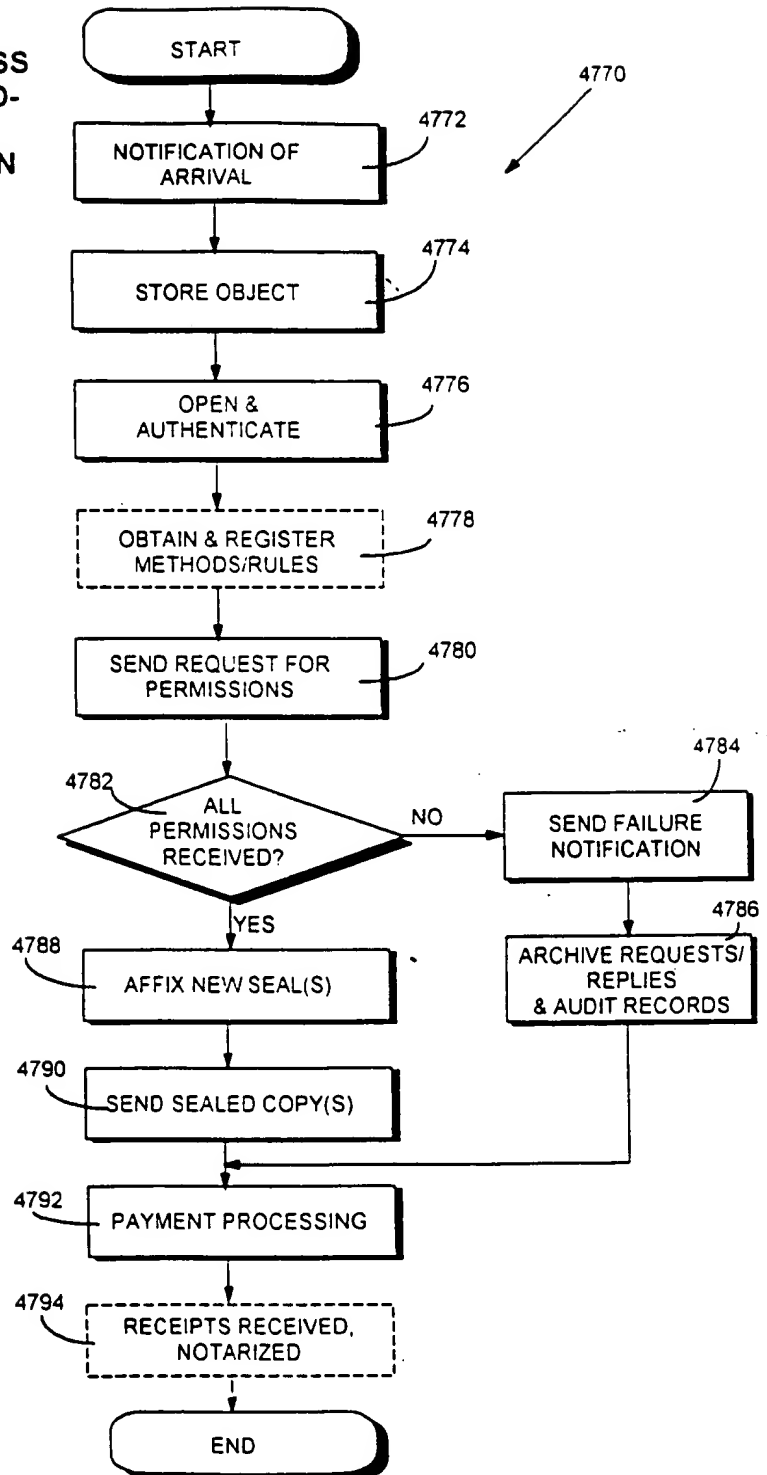 SS
D-
N
START
4770
4772
NOTIFICATION OF
ARRIVAL
4774
STORE OBJECT
4776
OPEN &
AUTHENTICATE
4778
OBTAIN & REGISTER
METHODS/RULES
4780
SEND REQUEST FOR
PERMISSIONS
4782
ALL
PERMISSIONS
RECEIVED?
NO
4784
SEND FAILURE
NOTIFICATION
YES
4786
ARCHIVE REQUESTS/
REPLIES
& AUDIT RECORDS
4788
AFFIX NEW SEAL(S)
4790
SEND SEALED COPY(S)
4792
PAYMENT PROCESSING
4794
RECEIPTS RECEIVED,
NOTARIZED
END